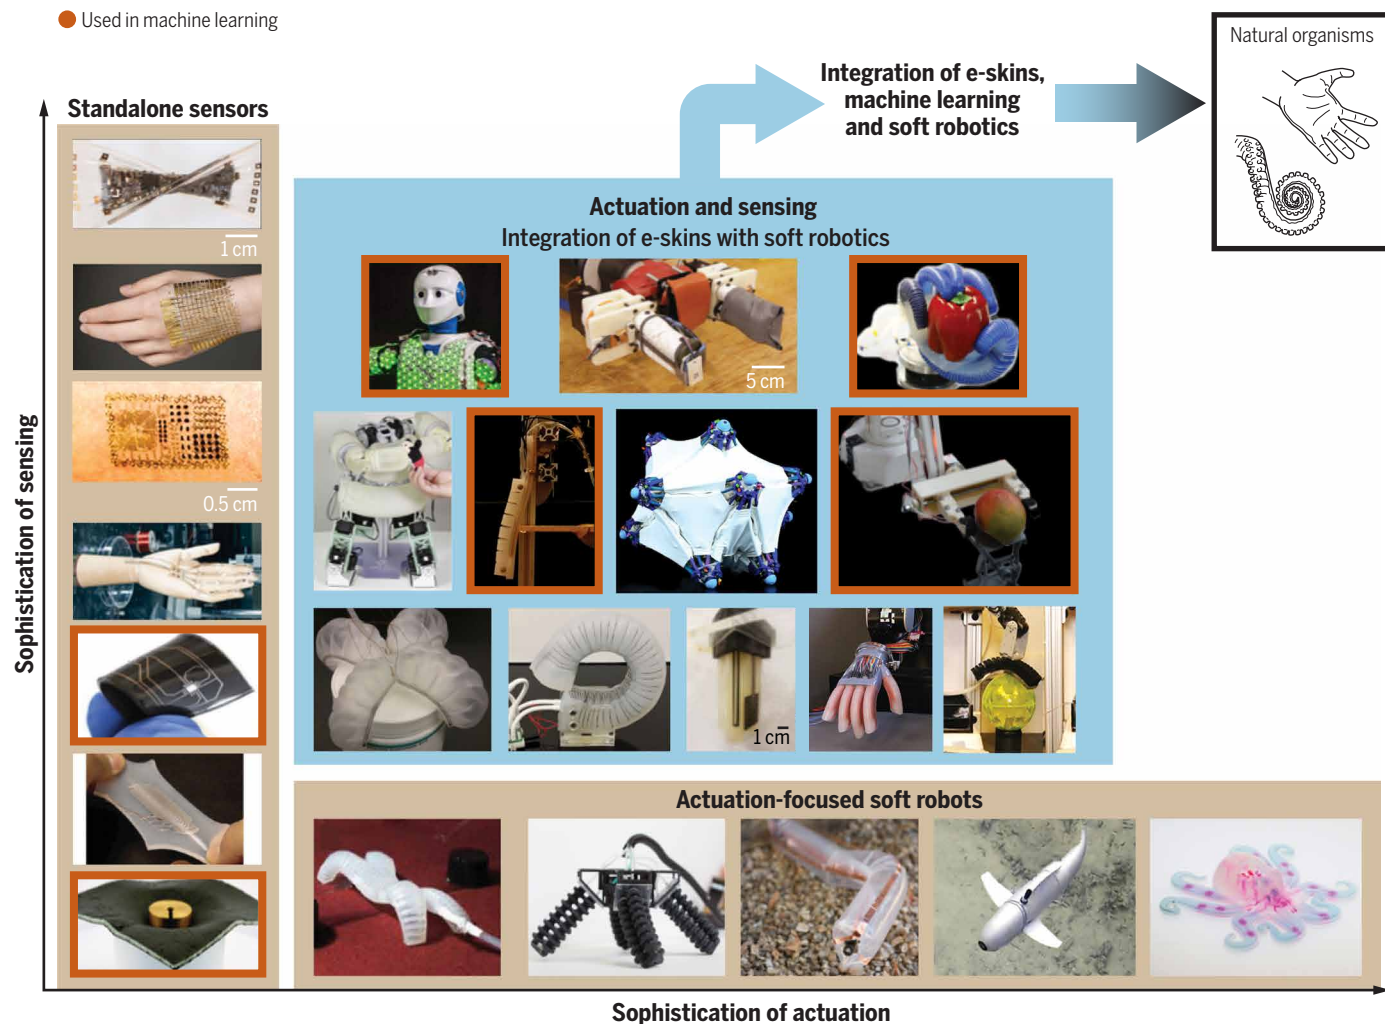 Used in machine learning
Natural organisms
Integration of e-skins,
machine learning
and soft robotics
Standalone sensors
1 cm
0.5 cm
Actuation and sensing
Integration of e-skins with soft robotics
5 cm
1 cm
Actuation-focused soft robots
Sophistication of sensing
Sophistication of actuation